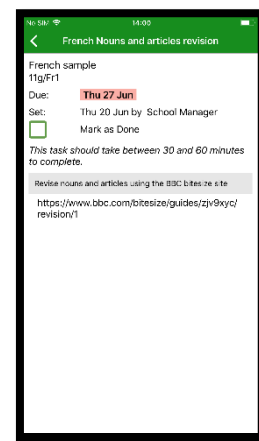 No SIM 14:00
French Nouns and articles revision
French sample
11g/Fr1
Due: Thu 27 Jun
Set: Thu 20 Jun by School Manager
Mark as Done
This task should take between 30 and 60 minutes
to complete.
Revise nouns and articles using the BBC bitesize site
https://www.bbc.com/bitesize/guides/zjv9xyc/
revision/1